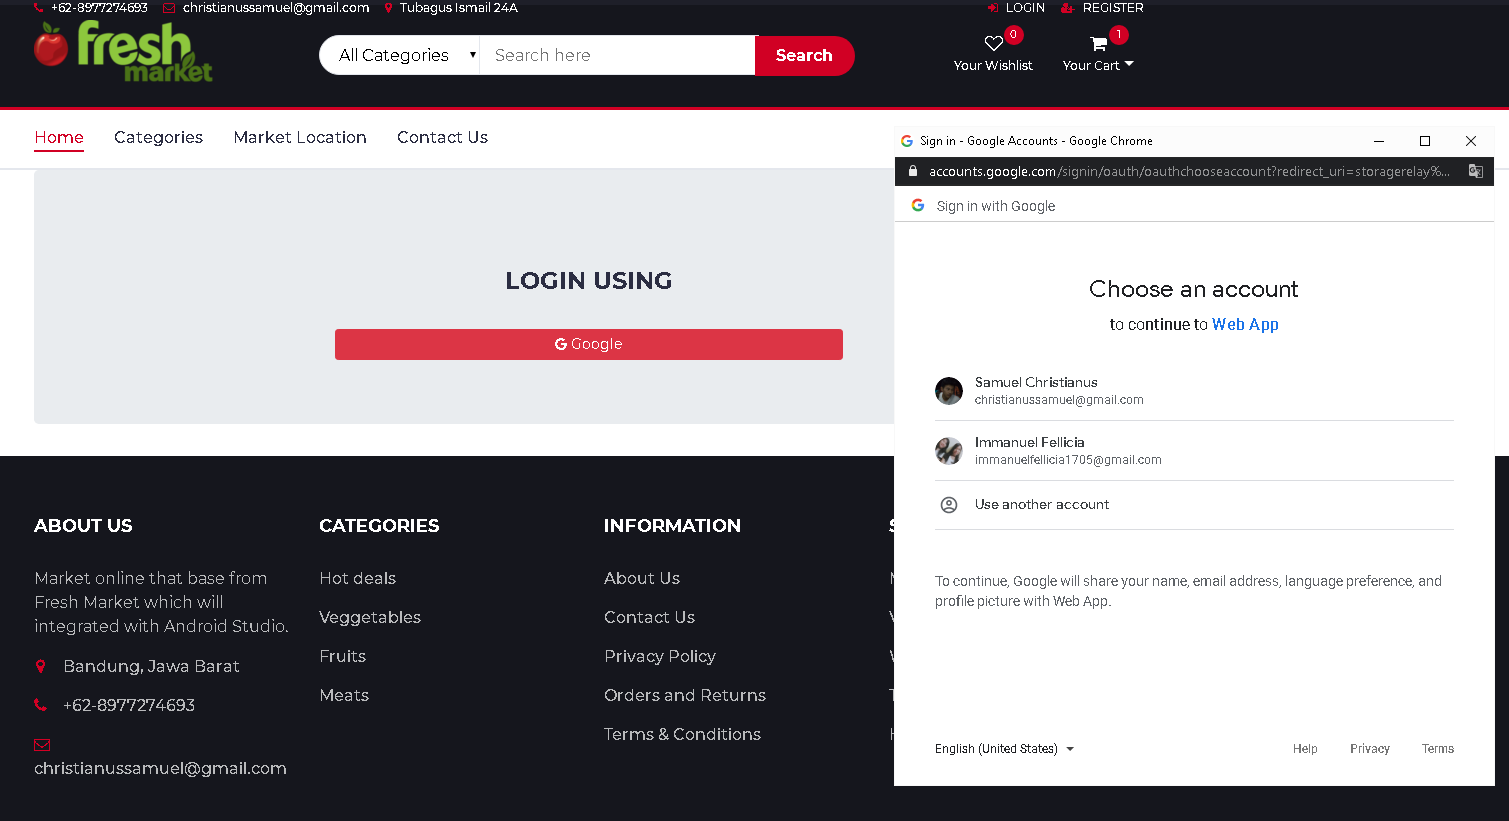 +62-8977274693 christianussamuel@gmail.com Tubagus Ismail 24A LOGIN REGISTER
fresh
market
All Categories Search here Search
0
Your Wishlist
1
Your Cart
Home Categories Market Location Contact Us
LOGIN USING
Google
Sign in - Google Accounts - Google Chrome
accounts.google.com/signin/oauth/oauthchooseaccount?redirect_uri=storagerelay%...
Sign in with Google
Choose an account
to continue to Web App
Samuel Christianus
christianussamuel@gmail.com
Immanuel Fellicia
immanuelfellicia1705@gmail.com
Use another account
To continue, Google will share your name, email address, language preference, and
profile picture with Web App.
English (United States) Help Privacy Terms
ABOUT US
Market online that base from
Fresh Market which will
integrated with Android Studio.
Bandung, Jawa Barat
+62-8977274693
christianussamuel@gmail.com
CATEGORIES
Hot deals
Veggetables
Fruits
Meats
INFORMATION
About Us
Contact Us
Privacy Policy
Orders and Returns
Terms & Conditions